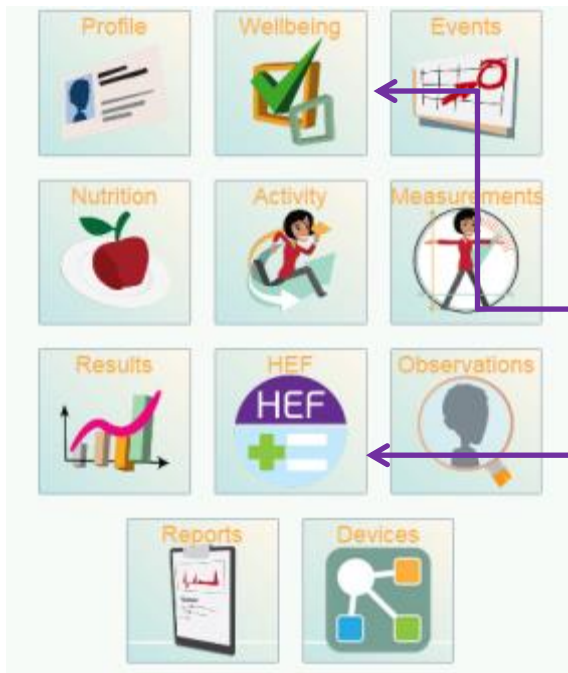 Profile Wellbeing Events
Nutrition Activity Measurements
Results HEF Observations
HEF
Reports Devices